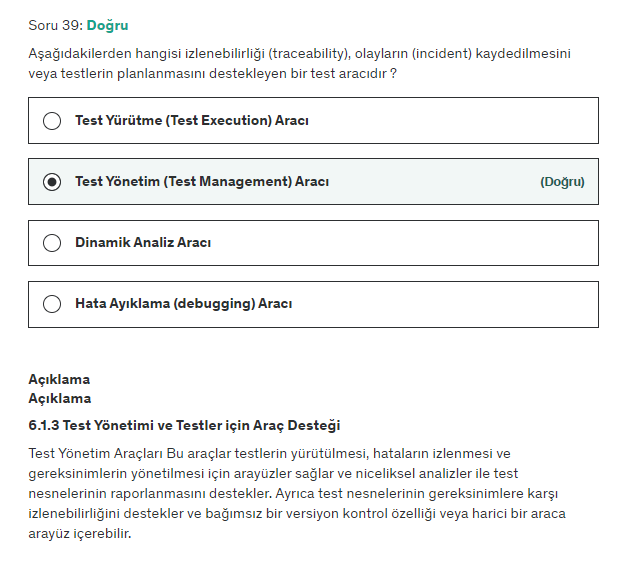 Soru 39: Doğru
Aşağıdakilerden hangisi izlenebilirliği (traceability), olayların (incident) kaydedilmesini
veya testlerin planlanmasını destekleyen bir test aracıdır ?
Test Yürütme (Test Execution) Aracı
Test Yönetim (Test Management) Aracı (Doğru)
Dinamik Analiz Aracı
Hata Ayıklama (debugging) Aracı
Açıklama
Açıklama
6.1.3 Test Yönetimi ve Testler için Araç Desteği
Test Yönetim Araçları Bu araçlar testlerin yürütülmesi, hataların izlenmesi ve
gereksinimlerin yönetilmesi için arayüzler sağlar ve niceliksel analizler ile test
nesnelerinin raporlanmasını destekler. Ayrıca test nesnelerinin gereksinimlere karşı
izlenebilirliğini destekler ve bağımsız bir versiyon kontrol özelliği veya harici bir araca
arayüz içerebilir.